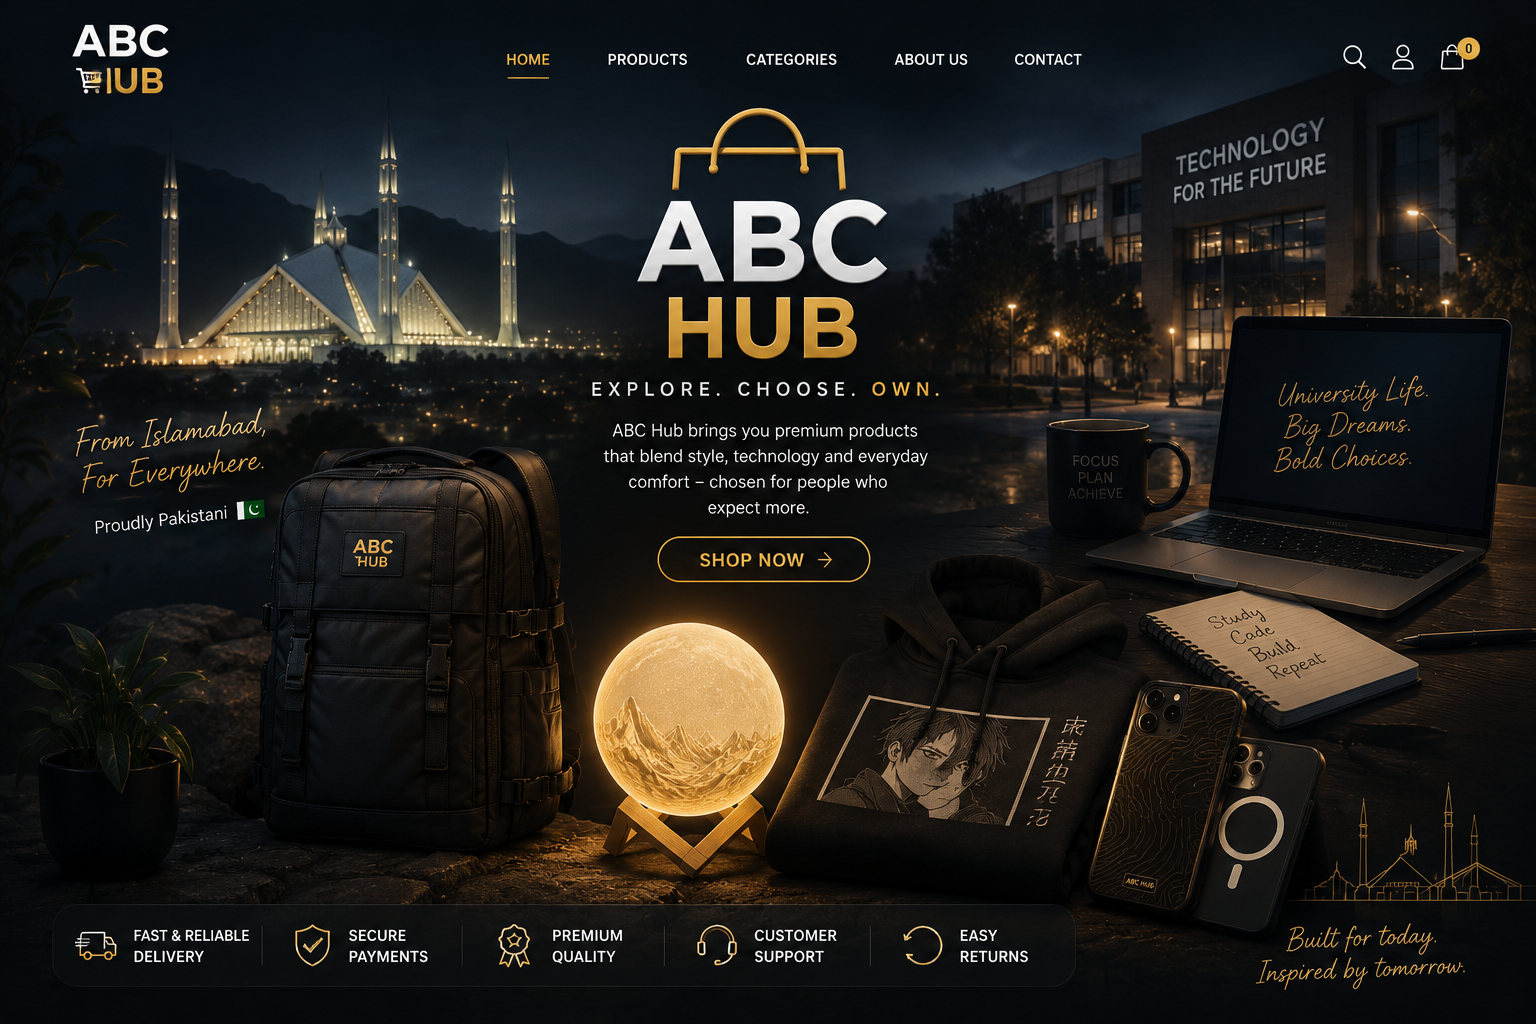 ABC
HUB
HOME
PRODUCTS
CATEGORIES
ABOUT US
CONTACT
0
TECHNOLOGY
FOR THE FUTURE
ABC
HUB
EXPLORE. CHOOSE. OWN.
ABC Hub brings you premium products
that blend style, technology and everyday
comfort – chosen for people who
expect more.
SHOP NOW
From Islamabad,
For Everywhere.
Proudly Pakistani
ABC
HUB
FOCUS
PLAN
ACHIEVE
University Life.
Big Dreams.
Bold Choices.
Study
Code
Build
Repeat
ABC HUB
FAST & RELIABLE
DELIVERY
SECURE
PAYMENTS
PREMIUM
QUALITY
CUSTOMER
SUPPORT
EASY
RETURNS
Built for today.
Inspired by tomorrow.